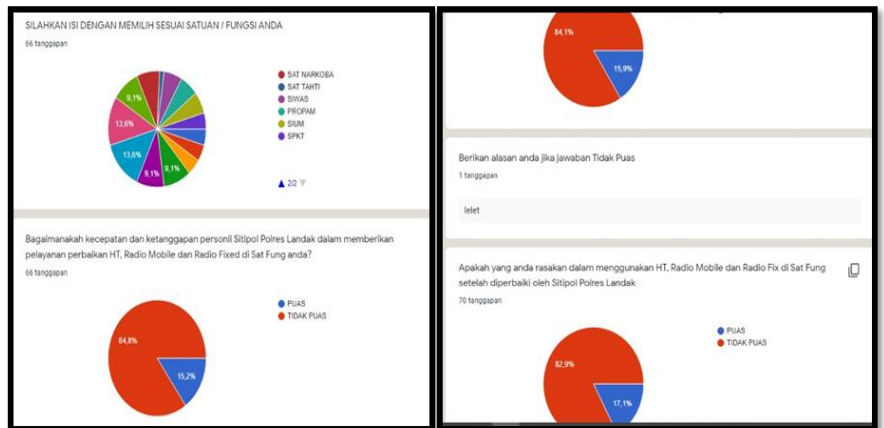 SILAHKAN ISI DENGAN MEMILIH SESUAI SATUAN / FUNGSI ANDA
66 tanggapan
SAT NARKOBA
SAT TAHTI
SIWAS
PROPAM
SIUM
SPKT
9,1%
13,6%
13,6%
9,1%
9,1%
2/2
Bagaimanakah kecepatan dan ketanggapan personil Sitipol Polres Landak dalam memberikan
pelayanan perbaikan HT, Radio Mobile dan Radio Fixed di Sat Fung anda?
66 tanggapan
PUAS
TIDAK PUAS
84,8%
15,2%
84,1%
15,9%
Berikan alasan anda jika jawaban Tidak Puas
1 tanggapan
lelet
Apakah yang anda rasakan dalam menggunakan HT, Radio Mobile dan Radio Fix di Sat Fung
setelah diperbaiki oleh Sitipol Polres Landak
70 tanggapan
PUAS
TIDAK PUAS
82,9%
17,1%